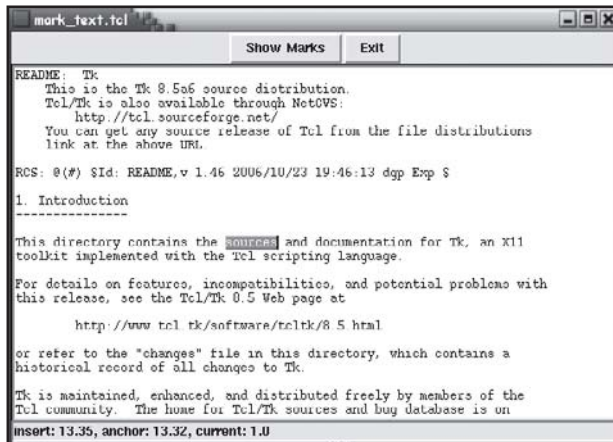 mark_text.tcl
Show Marks Exit
README: Tk
This is the Tk 8.5a6 source distribution.
Tcl/Tk is also available through NetCVS:
http://tcl.sourceforge.net/
You can get any source release of Tcl from the file distributions
link at the above URL.
RCS: @(#) $Id: README,v 1.46 2006/10/23 19:46:13 dgp Exp $
1. Introduction
---------------
This directory contains the sources and documentation for Tk, an X11
toolkit implemented with the Tcl scripting language.
For details on features, incompatibilities, and potential problems with
this release, see the Tcl/Tk 8.5 Web page at
http://www.tcl.tk/software/tcltk/8.5.html
or refer to the "changes" file in this directory, which contains a
historical record of all changes to Tk.
Tk is maintained, enhanced, and distributed freely by members of the
Tcl community. The home for Tcl/Tk sources and bug database is on
insert: 13.35, anchor: 13.32, current: 1.0